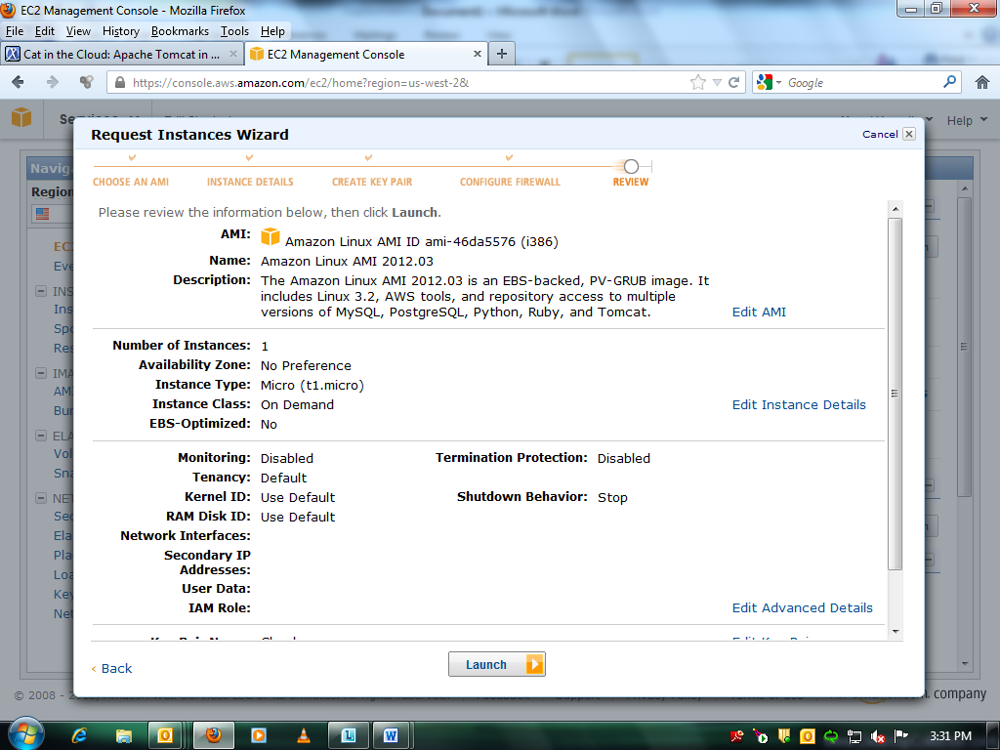 EC2 Management Console - Mozilla Firefox
File Edit View History Bookmarks Tools Help
Cat in the Cloud: Apache Tomcat in ... EC2 Management Console
https://console.aws.amazon.com/ec2/home?region=us-west-2& Google
Help
Request Instances Wizard Cancel
CHOOSE AN AMI INSTANCE DETAILS CREATE KEY PAIR CONFIGURE FIREWALL REVIEW
Please review the information below, then click Launch.
AMI: Amazon Linux AMI ID ami-46da5576 (i386)
Name: Amazon Linux AMI 2012.03
Description: The Amazon Linux AMI 2012.03 is an EBS-backed, PV-GRUB image. It
includes Linux 3.2, AWS tools, and repository access to multiple
versions of MySQL, PostgreSQL, Python, Ruby, and Tomcat. Edit AMI
Number of Instances: 1
Availability Zone: No Preference
Instance Type: Micro (t1.micro)
Instance Class: On Demand Edit Instance Details
EBS-Optimized: No
Monitoring: Disabled Termination Protection: Disabled
Tenancy: Default
Kernel ID: Use Default Shutdown Behavior: Stop
RAM Disk ID: Use Default
Network Interfaces:
Secondary IP
Addresses:
User Data:
IAM Role: Edit Advanced Details
< Back Launch
© 2008 - company
3:31 PM